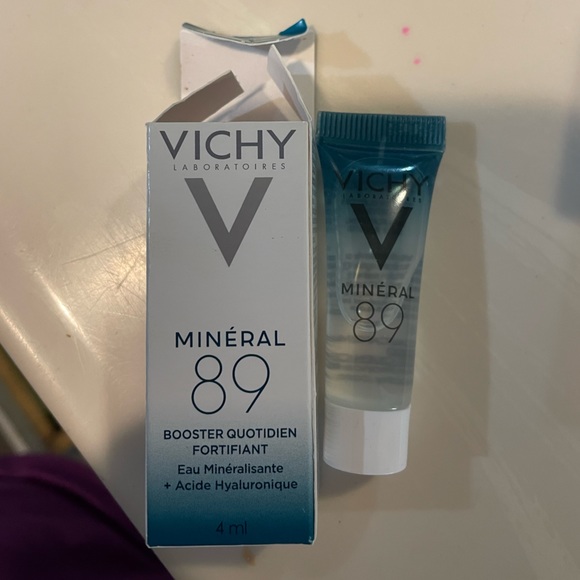 VICHY
LABORATOIRES
V
MINÉRAL
89
BOOSTER QUOTIDIEN
FORTIFIANT
Eau Minéralisante
+ Acide Hyaluronique
4 ml
VICHY
LABORATOIRES
V
MINÉRAL
89